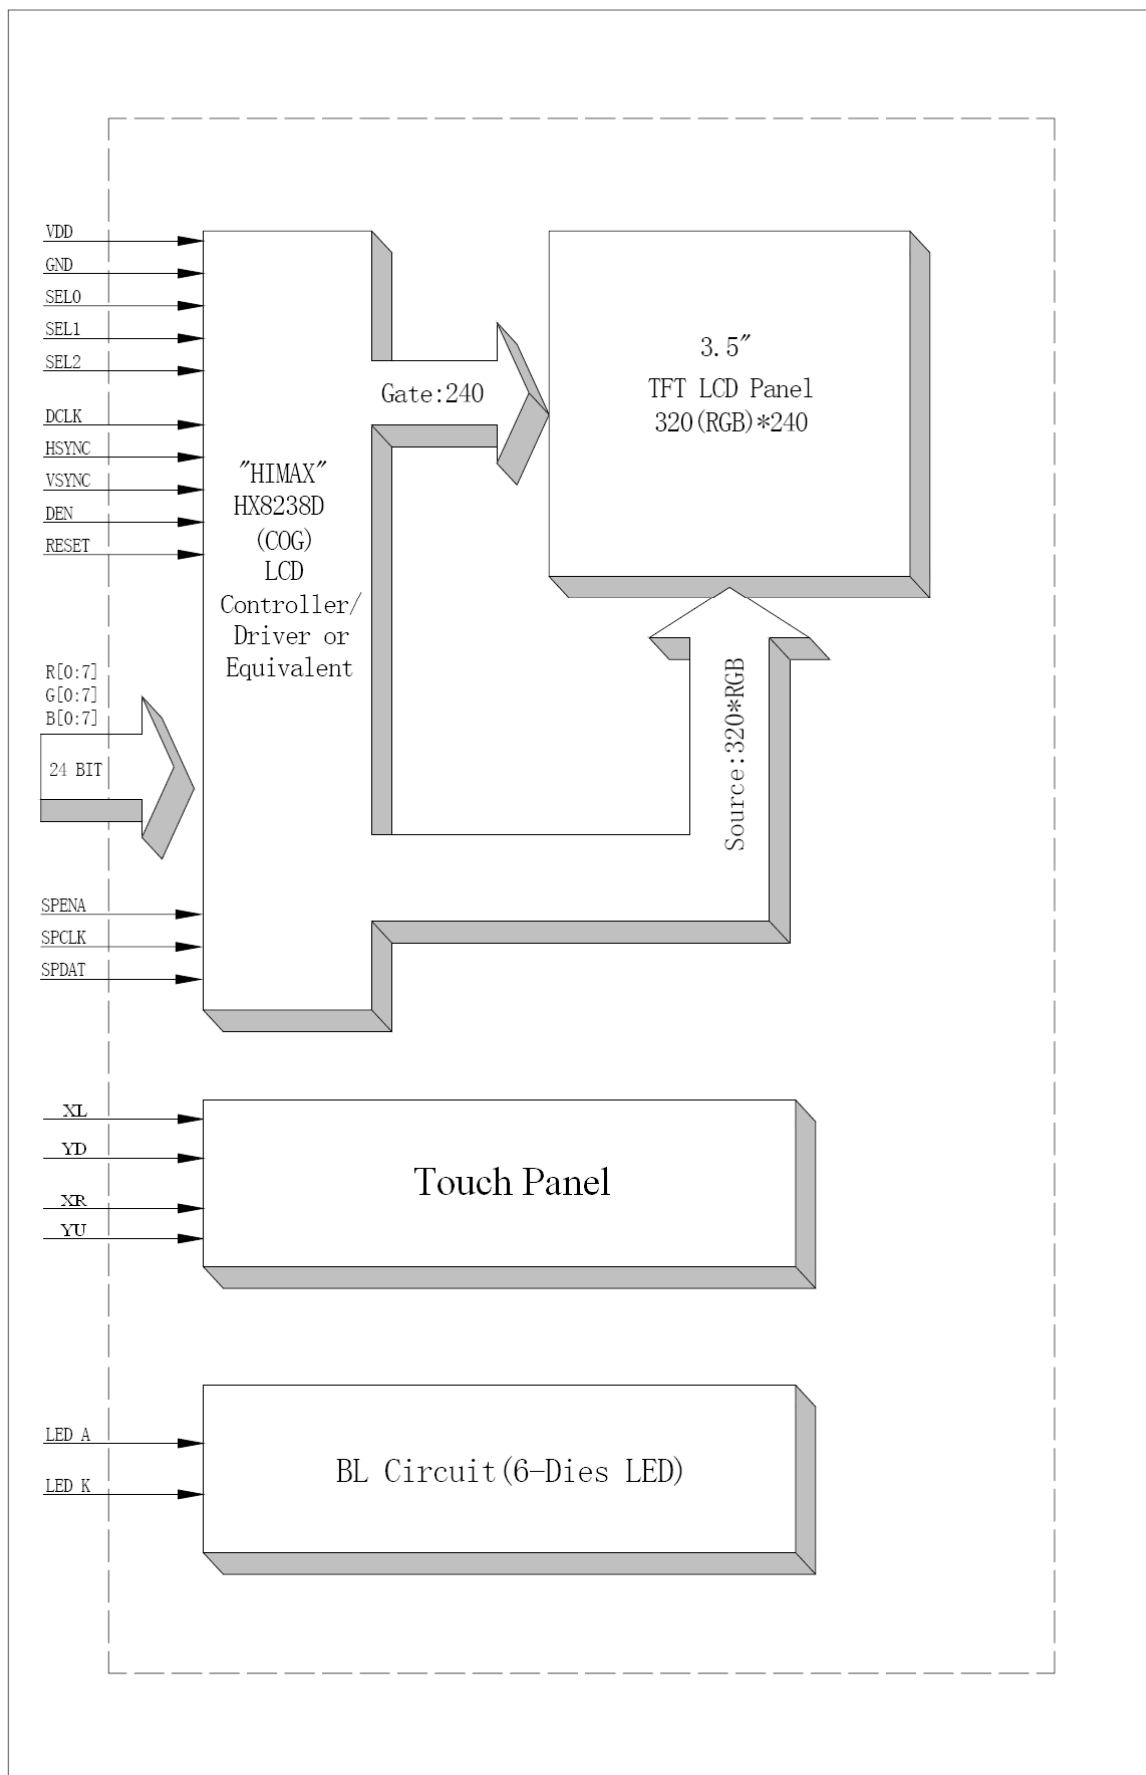 VDD
GND
SEL0
SEL1
SEL2
DCLK
HSYNC
VSYNC
DEN
RESET
R[0:7]
G[0:7]
B[0:7]
24 BIT
SPENA
SPCLK
SPDAT
"HIMAX"
HX8238D
(COG)
LCD
Controller/
Driver or
Equivalent
Gate:240
3.5"
TFT LCD Panel
320(RGB)*240
Source:320*RGB
XL
YD
XR
YU
Touch Panel
LED A
LED K
BL Circuit(6-Dies LED)